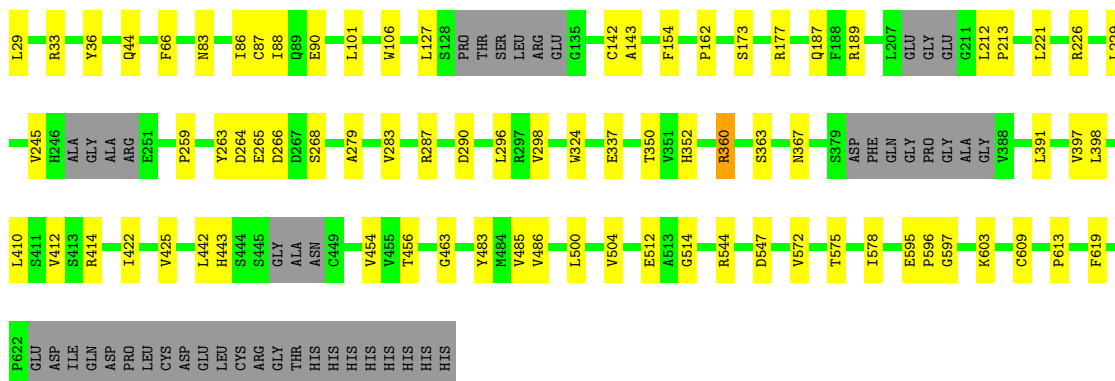 L29 R33 Y36 Q44 F66 N83 I86 C87 I88 Q89 E90 L101 W106 L127 S128 PRO THR SER LEU ARG GLU G135 C142 A143 F154 P162 S173 R177 Q187 F188 R189 L207 GLU GLY GLU G211 L212 P213 L221 R226
V245 H246 ALA GLY ALA ARG E251 P259 Y263 D264 E265 D266 D267 S268 A279 V283 R287 D290 L296 R297 V298 W324 E337 T350 V351 H352 R360 S363 N367 S379 ASP PHE GLN GLY PRO GLY ALA GLY V388 L391 V397 L398
L410 S411 V412 S413 R414 I422 V425 L442 H443 S444 S445 GLY ALA ASN C449 V454 V455 T456 G463 Y483 M484 V485 V486 L500 V504 E512 A513 G514 R544 D547 V572 T575 I578 E595 P596 G597 K603 C609 P613 F619
P622 GLU ASP ILE GLN ASP PRO LEU CYS ASP GLU LEU CYS ARG GLY THR HIS HIS HIS HIS HIS HIS HIS HIS